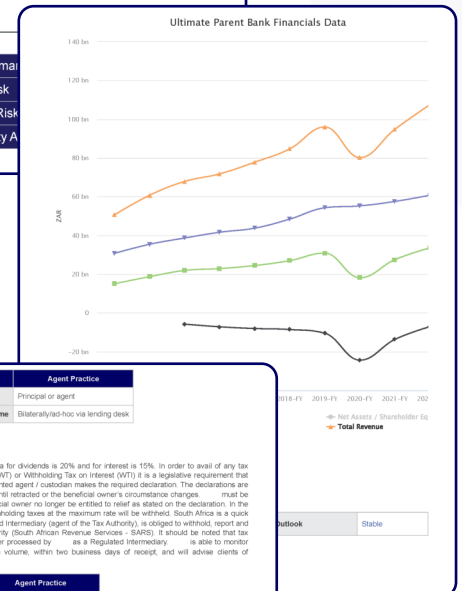 Ultimate Parent Bank Financials Data
140 bn
120 bn
100 bn
80 bn
60 bn
40 bn
20 bn
0
-20 bn
ZAR
2018-FY 2019-FY 2020-FY 2021-FY 202
Net Assets / Shareholder Eq
Total Revenue
Outlook Stable
mar
sk
Risk
ty A
Agent Practice
Principal or agent
me Bilaterally/ad-hoc via lending desk
a for dividends is 20% and for interest is 15%. In order to avail of any tax
WT) or Withholding Tax on Interest (WTI) it is a legislative requirement that
nted agent / custodian makes the required declaration. The declarations are
ntil retracted or the beneficial owner's circumstance changes. must be
cial owner no longer be entitled to relief as stated on the declaration. In the
hholding taxes at the maximum rate will be withheld. South Africa is a quick
d Intermediary (agent of the Tax Authority), is obliged to withhold, report and
rity (South African Revenue Services - SARS). It should be noted that tax
er processed by as a Regulated Intermediary. is able to monitor
volume, within two business days of receipt, and will advise clients of
Agent Practice